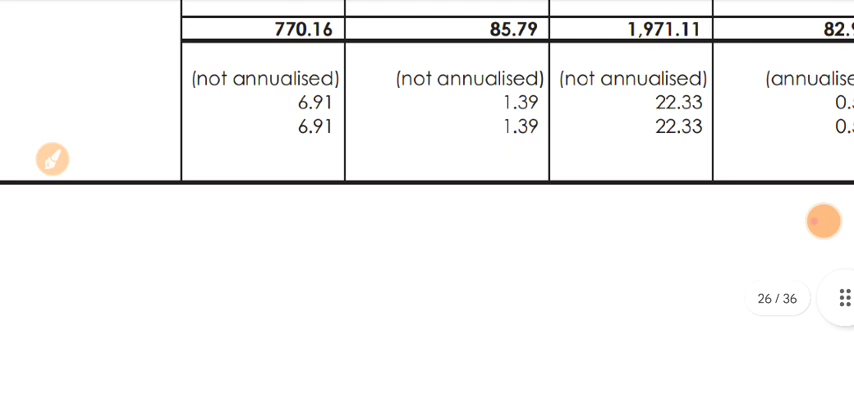 770.16 85.79 1,971.11
(not annualised) (not annualised) (not annualised)
6.91 1.39 22.33
6.91 1.39 22.33
26 / 36